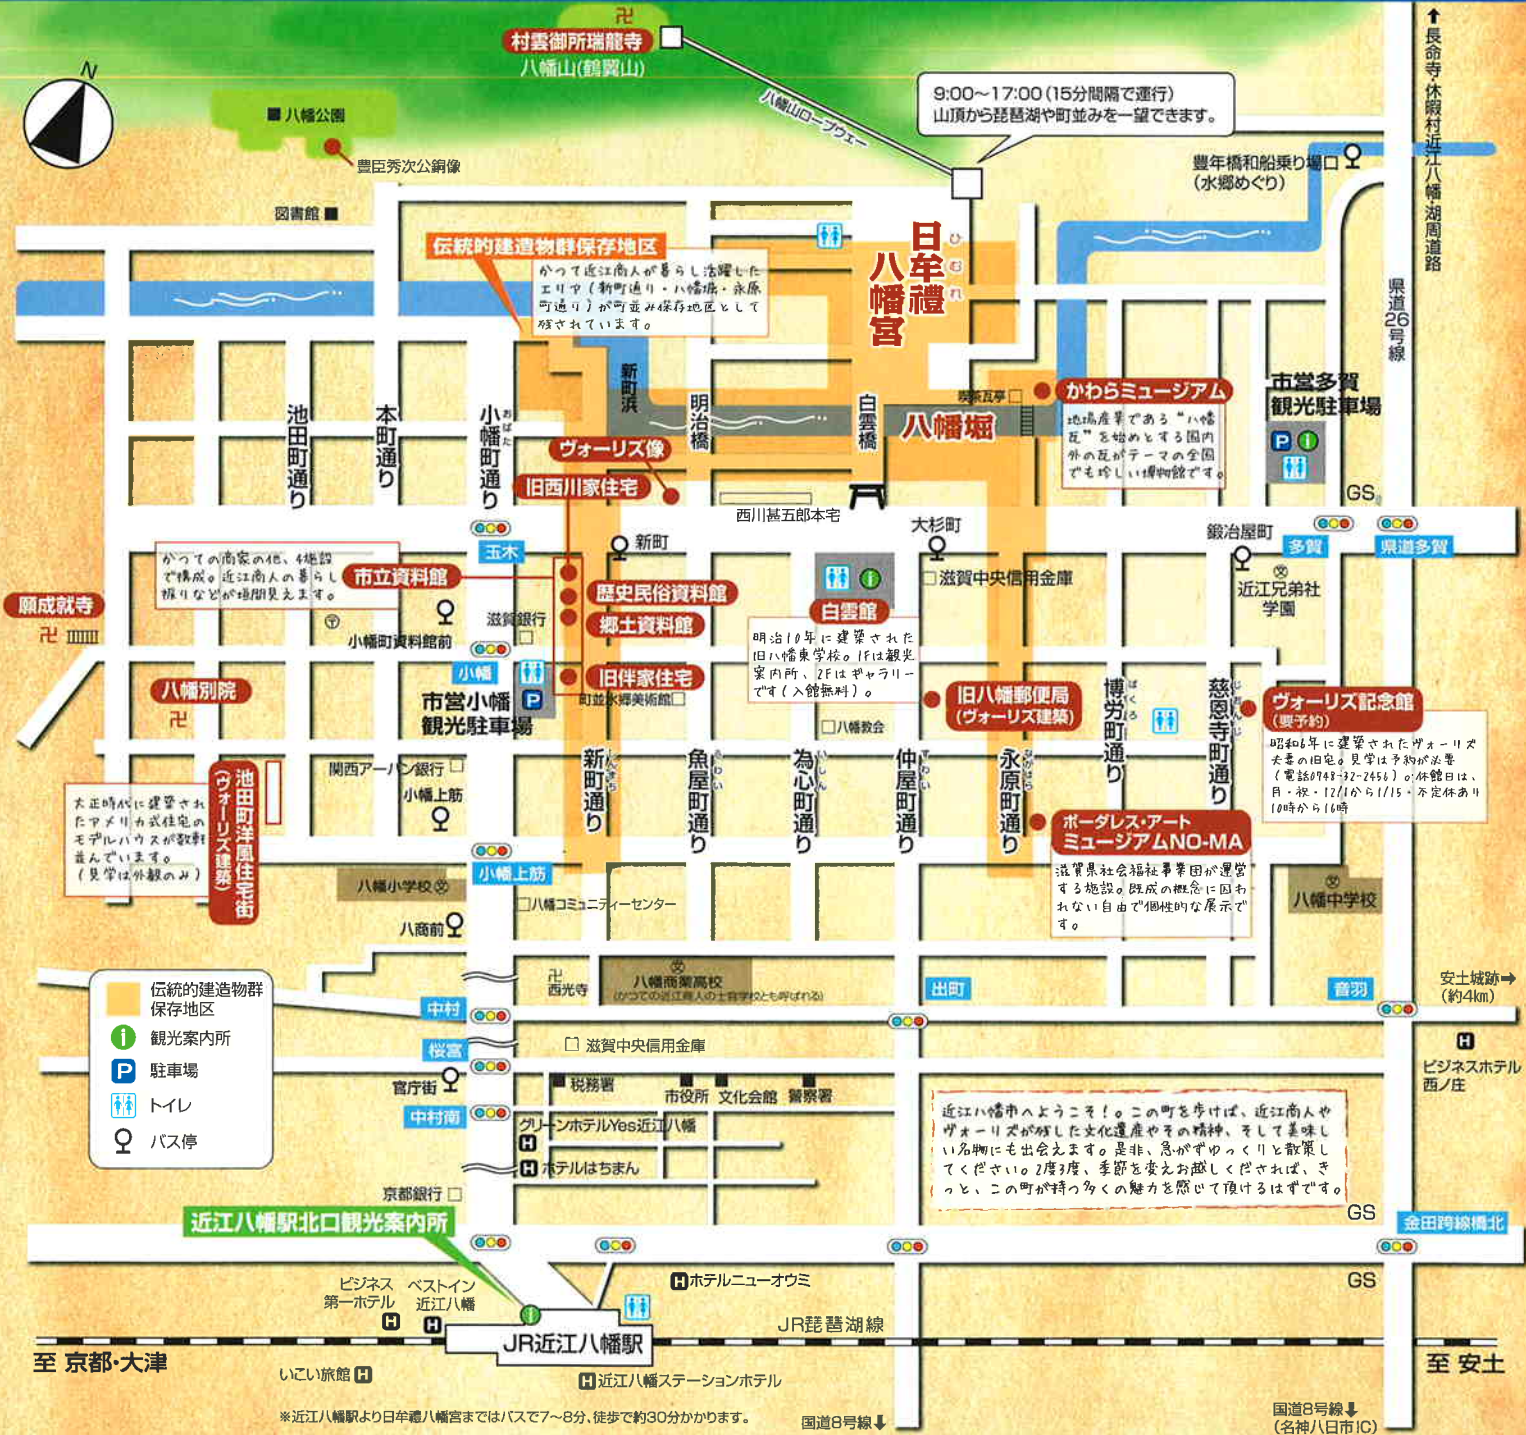 卍
村雲御所瑞龍寺
八幡山(鶴翼山)
N
八幡公園
豊臣秀次公銅像
図書館
八幡山ロープウェー
9:00〜17:00(15分間隔で運行)
山頂から琵琶湖や町並みを一望できます。
↑長命寺・休暇村近江八幡・湖周道路
豊年橋和船乗り場口
(水郷めぐり)
県道26号線
伝統的建造物群保存地区
かつて近江商人が暮らし活躍した
エリア(新町通り・八幡堀・永原
町通り)が町並み保存地区として
残されています。
日牟禮
ひむれ
八幡宮
新町浜
明治橋
白雲橋
八幡堀
喫茶瓦亭
かわらミュージアム
地場産業である“八幡
瓦”を始めとする国内
外の瓦がテーマの全国
でも珍しい博物館です。
市営多賀
観光駐車場
P i
GS
池田町通り
本町通り
小幡町通り
おばた
ヴォーリズ像
旧西川家住宅
西川甚五郎本宅
玉木
新町
大杉町
鍛冶屋町
多賀
県道多賀
かつての商家の他、4施設
で構成。近江商人の暮らし
振りなどが垣間見えます。
市立資料館
歴史民俗資料館
郷土資料館
旧伴家住宅
願成就寺
卍
小幡町資料館前
滋賀銀行
小幡
市営小幡
観光駐車場
P
町並水郷美術館
i
白雲館
明治10年に建築された
旧八幡東学校。1Fは観光
案内所、2Fはギャラリー
です(入館無料)。
滋賀中央信用金庫
近江兄弟社
学園
八幡別院
卍
八幡教会
旧八幡郵便局
(ヴォーリズ建築)
博労町通り
ばくろ
慈恩寺町通り
じおんじ
ヴォーリズ記念館
(要予約)
昭和6年に建築されたヴォーリズ
夫妻の旧宅。見学は予約が必要
(電話0748-32-2456)。休館日は、
月・祝・12/1から1/15・不定休あり
10時から16時
関西アーバン銀行
小幡上筋
新町通り
しんまち
魚屋町通り
うわい
為心町通り
いしん
仲屋町通り
すわい
永原町通り
ながはら
大正時代に建築され
たアメリカ式住宅の
モデルハウスが数軒
並んでいます。
(見学は外観のみ)
池田町洋風住宅街
(ヴォーリズ建築)
小幡上筋
八幡小学校
八幡コミュニティーセンター
八商前
ボーダレス・アート
ミュージアムNO-MA
滋賀県社会福祉事業団が運営
する施設。既成の概念に囚わ
れない自由で個性的な展示で
す。
八幡中学校
伝統的建造物群
保存地区
i 観光案内所
P 駐車場
トイレ
バス停
卍
西光寺
八幡商業高校
(かつての近江商人の士官学校とも呼ばれる)
中村
出町
音羽
安土城跡➡
(約4km)
桜宮
滋賀中央信用金庫
H
ビジネスホテル
西ノ庄
官庁街
税務署
市役所
文化会館
警察署
中村南
グリーンホテルYes近江八幡
H
H ホテルはちまん
近江八幡市へようこそ!。この町を歩けば、近江商人や
ヴォーリズが残した文化遺産やその精神、そして美味し
い名物にも出会えます。是非、急がずゆっくりと散策し
てください。2度3度、季節を変えお越しくだされば、き
っと、この町が持つ多くの魅力を感じて頂けるはずです。
京都銀行
近江八幡駅北口観光案内所
GS
金田跨線橋北
GS
ビジネス
第一ホテル
H
ベストイン
近江八幡
H
i
H ホテルニューオウミ
JR近江八幡駅
JR琵琶湖線
至 京都・大津
至 安土
いこい旅館 H
H 近江八幡ステーションホテル
※近江八幡駅より日牟禮八幡宮まではバスで7〜8分、徒歩で約30分かかります。
国道8号線⬇
国道8号線⬇
(名神八日市IC)